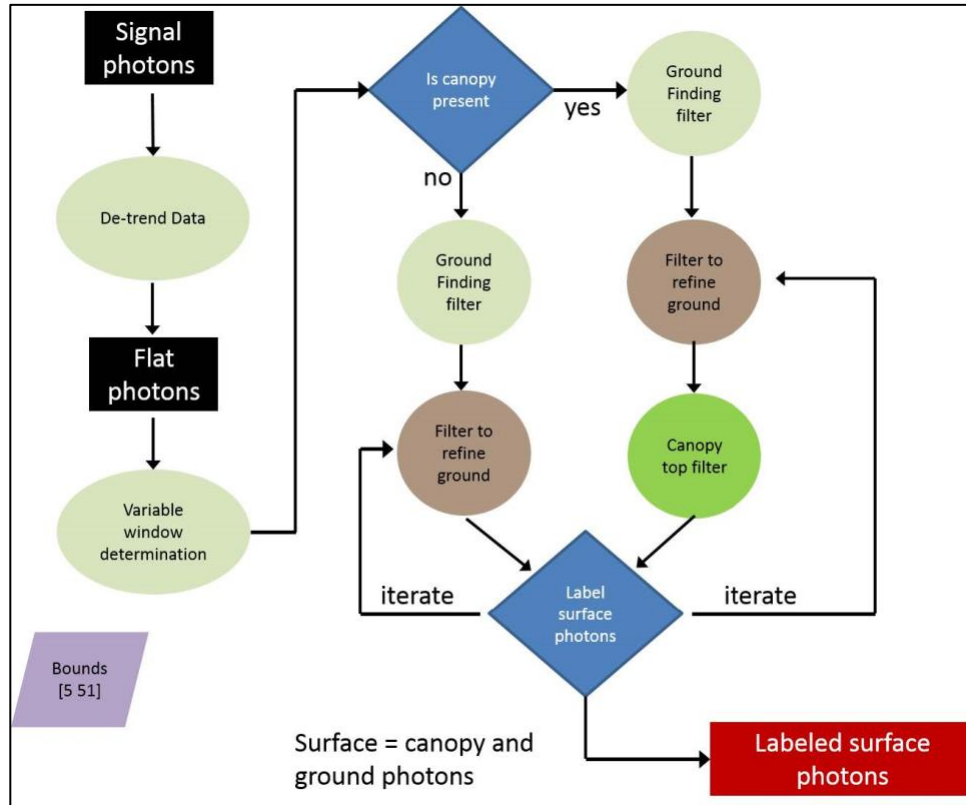 Signal
photons
De-trend Data
Flat
photons
Variable
window
determination
Bounds
[5 51]
Is canopy
present
yes
no
Ground
Finding
filter
Filter to
refine
ground
Ground
Finding
filter
Filter to
refine
ground
Canopy
top filter
Label
surface
photons
iterate
iterate
Surface = canopy and
ground photons
Labeled surface
photons